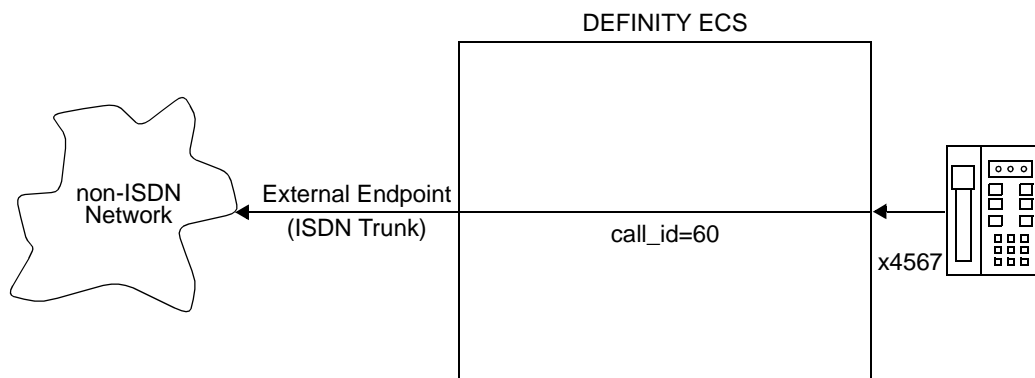 DEFINITY ECS
non-ISDN
Network
External Endpoint
(ISDN Trunk)
call_id=60
x4567